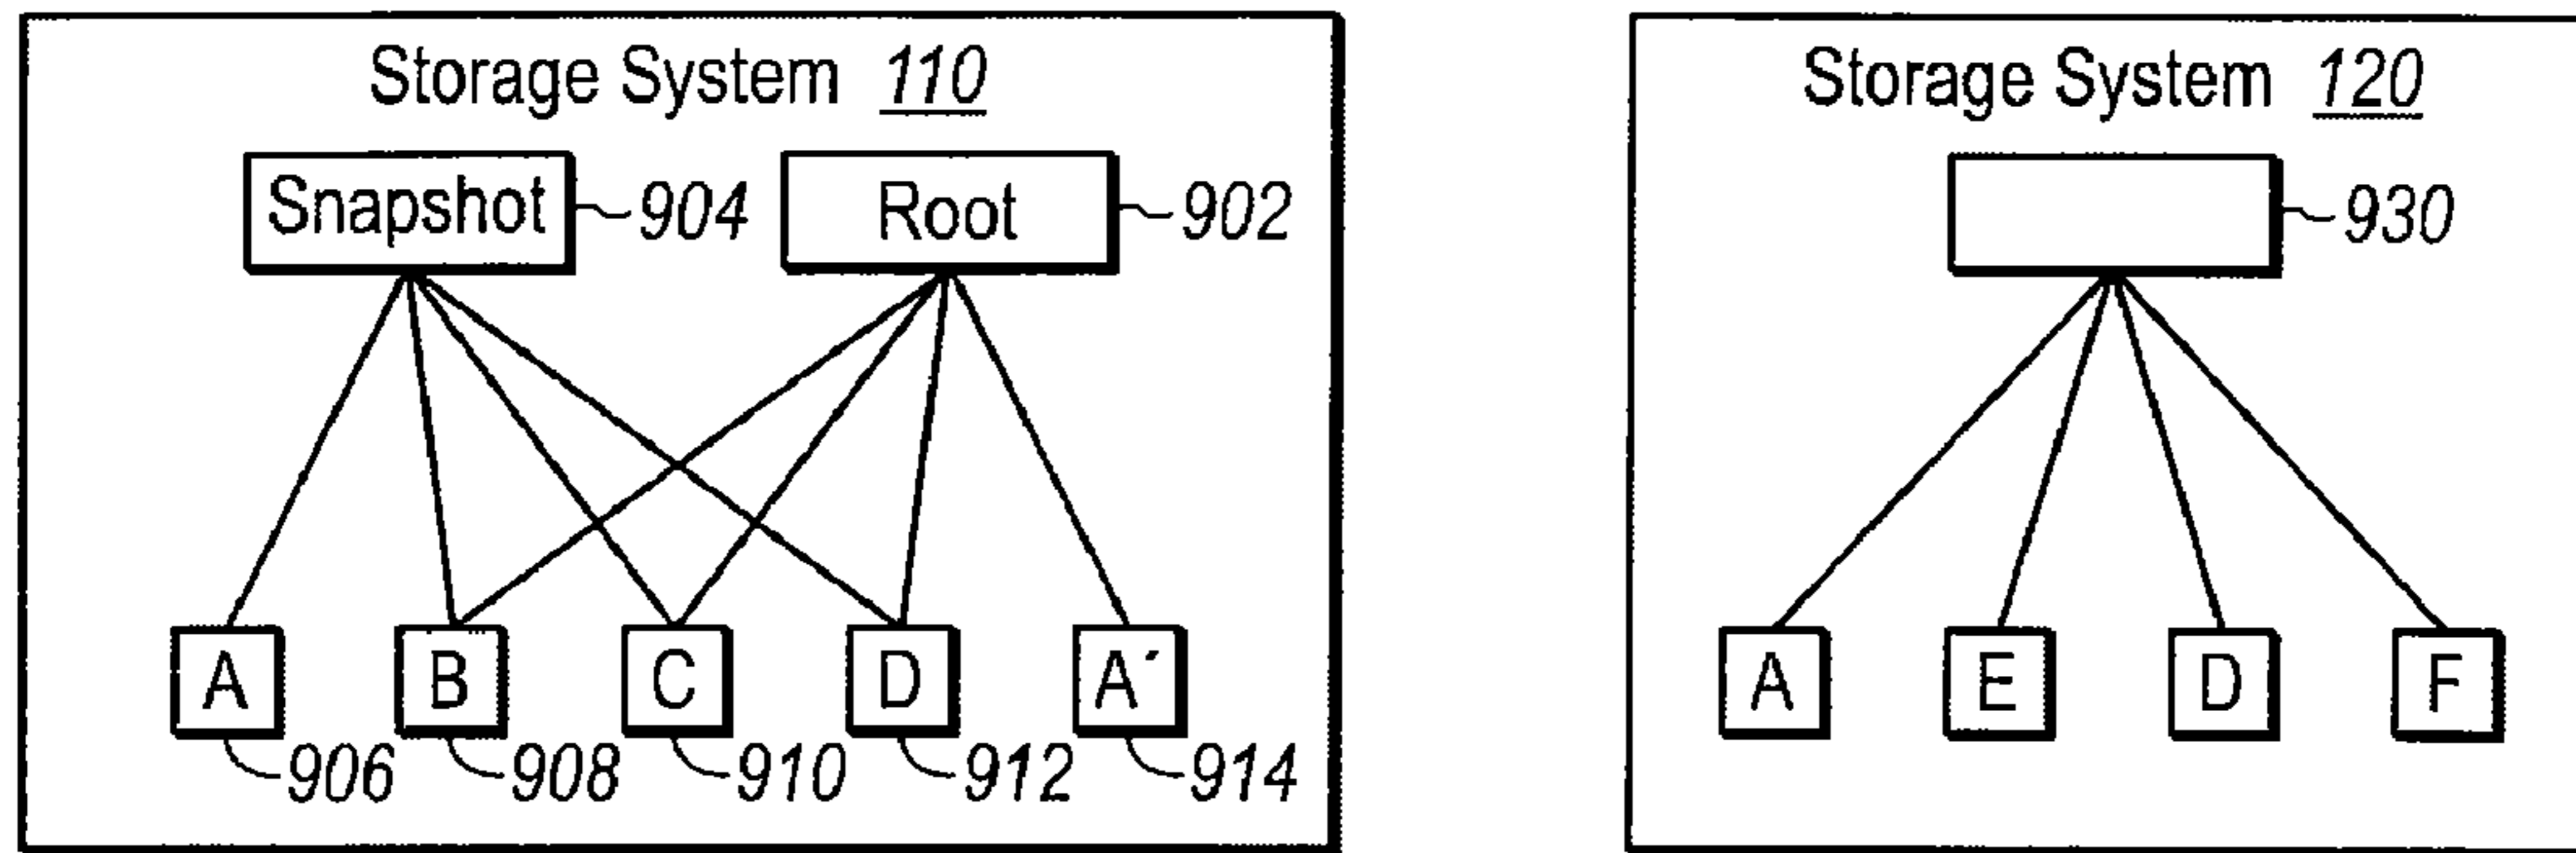 Storage System 110
Storage System 120
Snapshot 904
Root 902
930
A B C D A´
A E D F
906 908 910 912 914